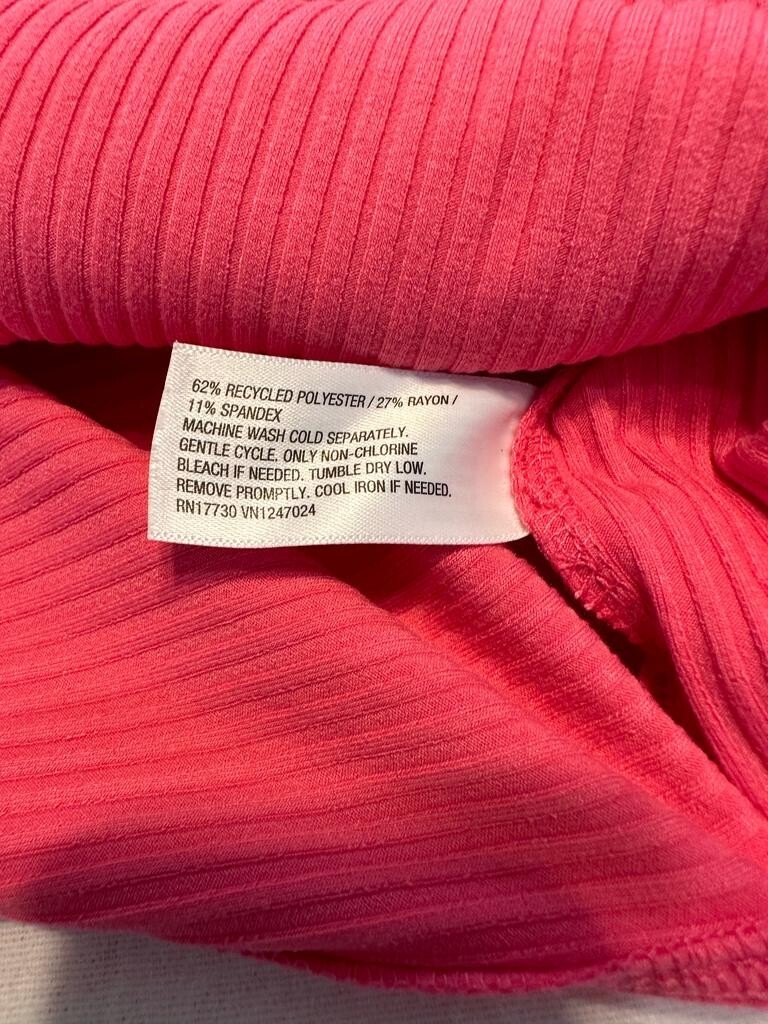 62% RECYCLED POLYESTER / 27% RAYON /
11% SPANDEX
MACHINE WASH COLD SEPARATELY.
GENTLE CYCLE. ONLY NON-CHLORINE
BLEACH IF NEEDED. TUMBLE DRY LOW.
REMOVE PROMPTLY. COOL IRON IF NEEDED.
RN17730 VN1247024